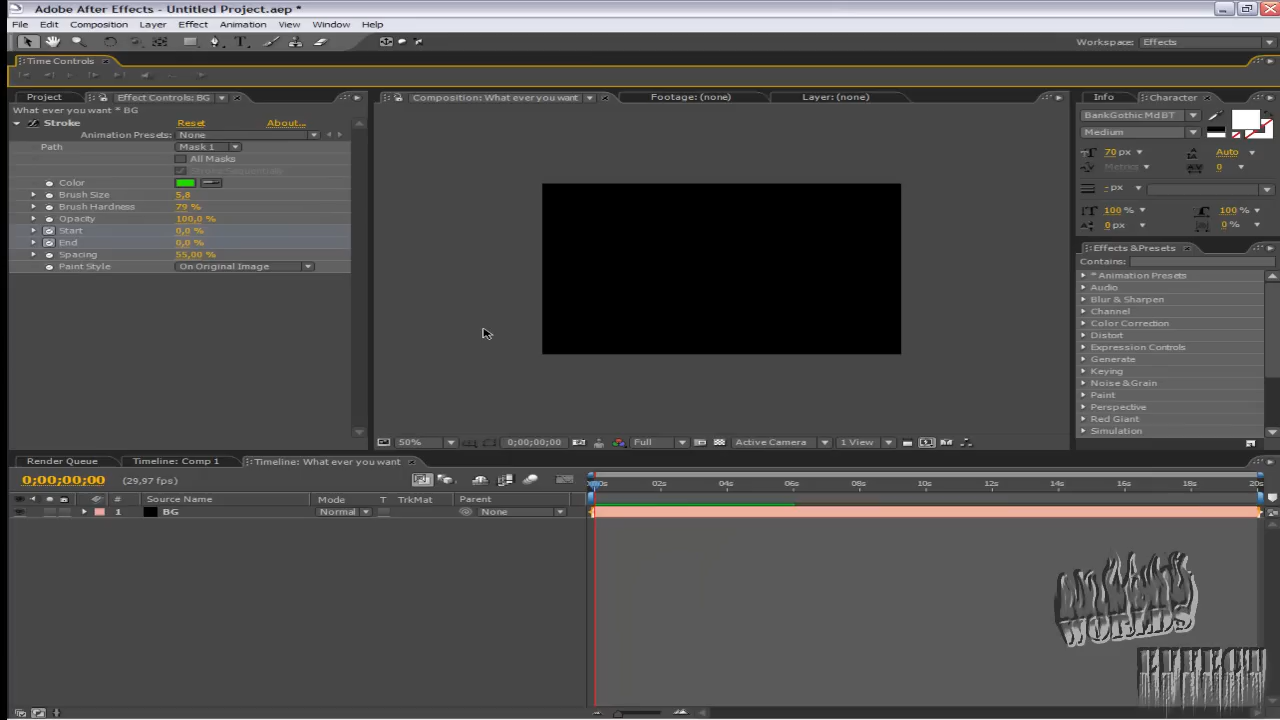 Adobe After Effects - Untitled Project.aep *
File Edit Composition Layer Effect Animation View Window Help
Workspace: Effects
Time Controls
Project Effect Controls: BG
Composition: What ever you want Footage: (none) Layer: (none)
Info Character
What ever you want * BG
Stroke Reset About...
Animation Presets: None
Path Mask 1
All Masks
Stroke Sequentially
Color
Brush Size 5,8
Brush Hardness 79 %
Opacity 100,0 %
Start 0,0 %
End 0,0 %
Spacing 55,00 %
Paint Style On Original Image
BankGothic Md BT
Medium
70 px Auto
Metrics 0
- px
100 % 100 %
0 px 0 %
Effects & Presets
Contains:
* Animation Presets
Audio
Blur & Sharpen
Channel
Color Correction
Distort
Expression Controls
Generate
Keying
Noise & Grain
Paint
Perspective
Red Giant
Simulation
50% 0;00;00;00 Full Active Camera 1 View
Render Queue Timeline: Comp 1 Timeline: What ever you want
0;00;00;00 (29,97 fps)
02s 04s 06s 08s 10s 12s 14s 16s 18s 20s
# Source Name Mode T TrkMat Parent
1 BG Normal None
WORLDS
EFFECT